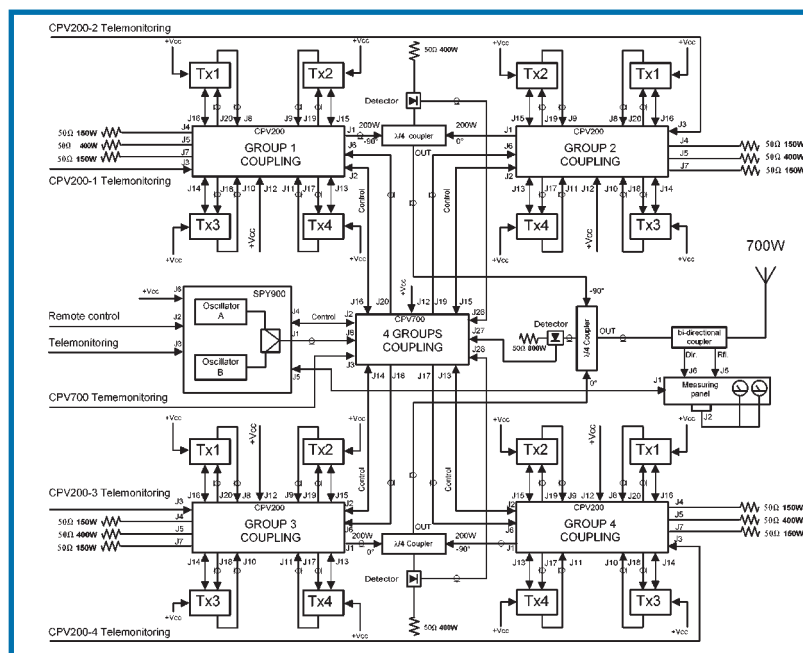 CPV200-2 Telemonitoring
+Vcc
Tx1
Tx2
+Vcc
50Ω 400W
+Vcc
Tx2
Tx1
+Vcc
Detector
J16 J20 J8 J9 J19 J15
J15 J19 J9 J8 J20 J16
J3
50Ω 150W
50Ω 400W
50Ω 150W
J4
J5
J7
J3
CPV200
GROUP 1
COUPLING
J1
J6
J2
200W
-90°
λ/4 coupler
200W
0°
OUT
J1
J6
J2
CPV200
GROUP 2
COUPLING
J4
J5
J7
50Ω 150W
50Ω 400W
50Ω 150W
CPV200-1 Telemonitoring
J14 J18 J10 J12 J11 J17 J13
J13 J17 J11 J12 J10 J18 J14
Control
Control
Tx3
Tx4
+Vcc
+Vcc
+Vcc
Tx4
Tx3
+Vcc
+Vcc
+Vcc
700W
+Vcc
J6
SPY900
Oscillator
A
Oscillator
B
J4
J1
J5
Control
Remote control
J2
Telemonitoring
J3
CPV700 Tememonitoring
+Vcc
J16 J20 J12 J19 J15
J2
J3
CPV700
4 GROUPS
COUPLING
J27
J14 J18 J17 J13
-90°
Detector
50Ω 800W
λ/4 Coupler
OUT
0°
bi-directional
coupler
Dir.
Rfl.
J6
J5
J1
Measuring
panel
J2
+Vcc
Tx1
+Vcc
Tx2
+Vcc
Control
Control
+Vcc
Tx2
+Vcc
Tx1
+Vcc
CPV200-3 Telemonitoring
J16 J20 J8 J12 J9 J19 J15
J15 J19 J9 J12 J8 J20 J16
J3
J4
J5
J7
50Ω 150W
50Ω 400W
50Ω 150W
CPV200
GROUP 3
COUPLING
J2
J6
J1
200W
0°
OUT
λ/4 Coupler
200W
-90°
J2
J6
J1
CPV200
GROUP 4
COUPLING
J4
J5
J7
J3
50Ω 150W
50Ω 400W
50Ω 150W
J14 J18 J10 J11 J17 J13
J13 J17 J11 J10 J18 J14
Detector
Tx3
Tx4
Tx4
Tx3
+Vcc
+Vcc
50Ω 400W
+Vcc
+Vcc
CPV200-4 Telemonitoring